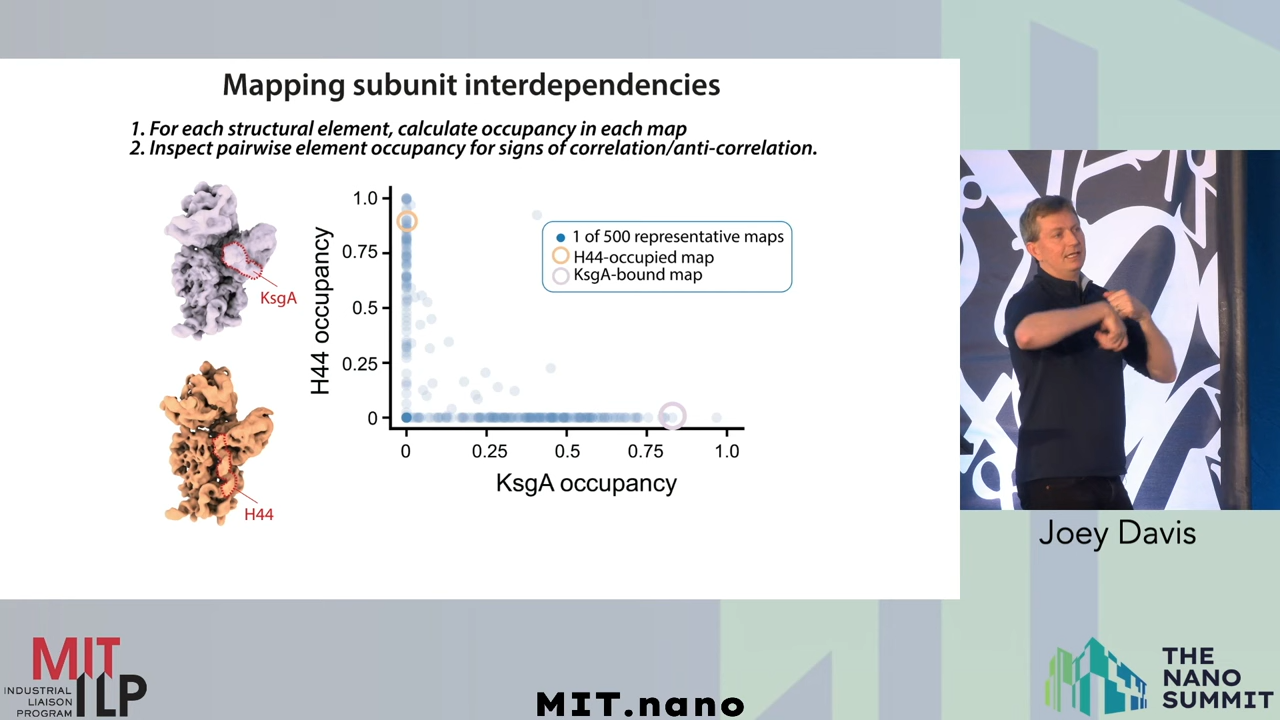 Mapping subunit interdependencies
1. For each structural element, calculate occupancy in each map
2. Inspect pairwise element occupancy for signs of correlation/anti-correlation.
KsgA
H44
H44 occupancy
1.0
0.75
0.5
0.25
0
1 of 500 representative maps
H44-occupied map
KsgA-bound map
0
0.25
0.5
0.75
1.0
KsgA occupancy
Joey Davis
MIT
ILP
INDUSTRIAL
LIAISON
PROGRAM
MIT.nano
THE
NANO
SUMMIT